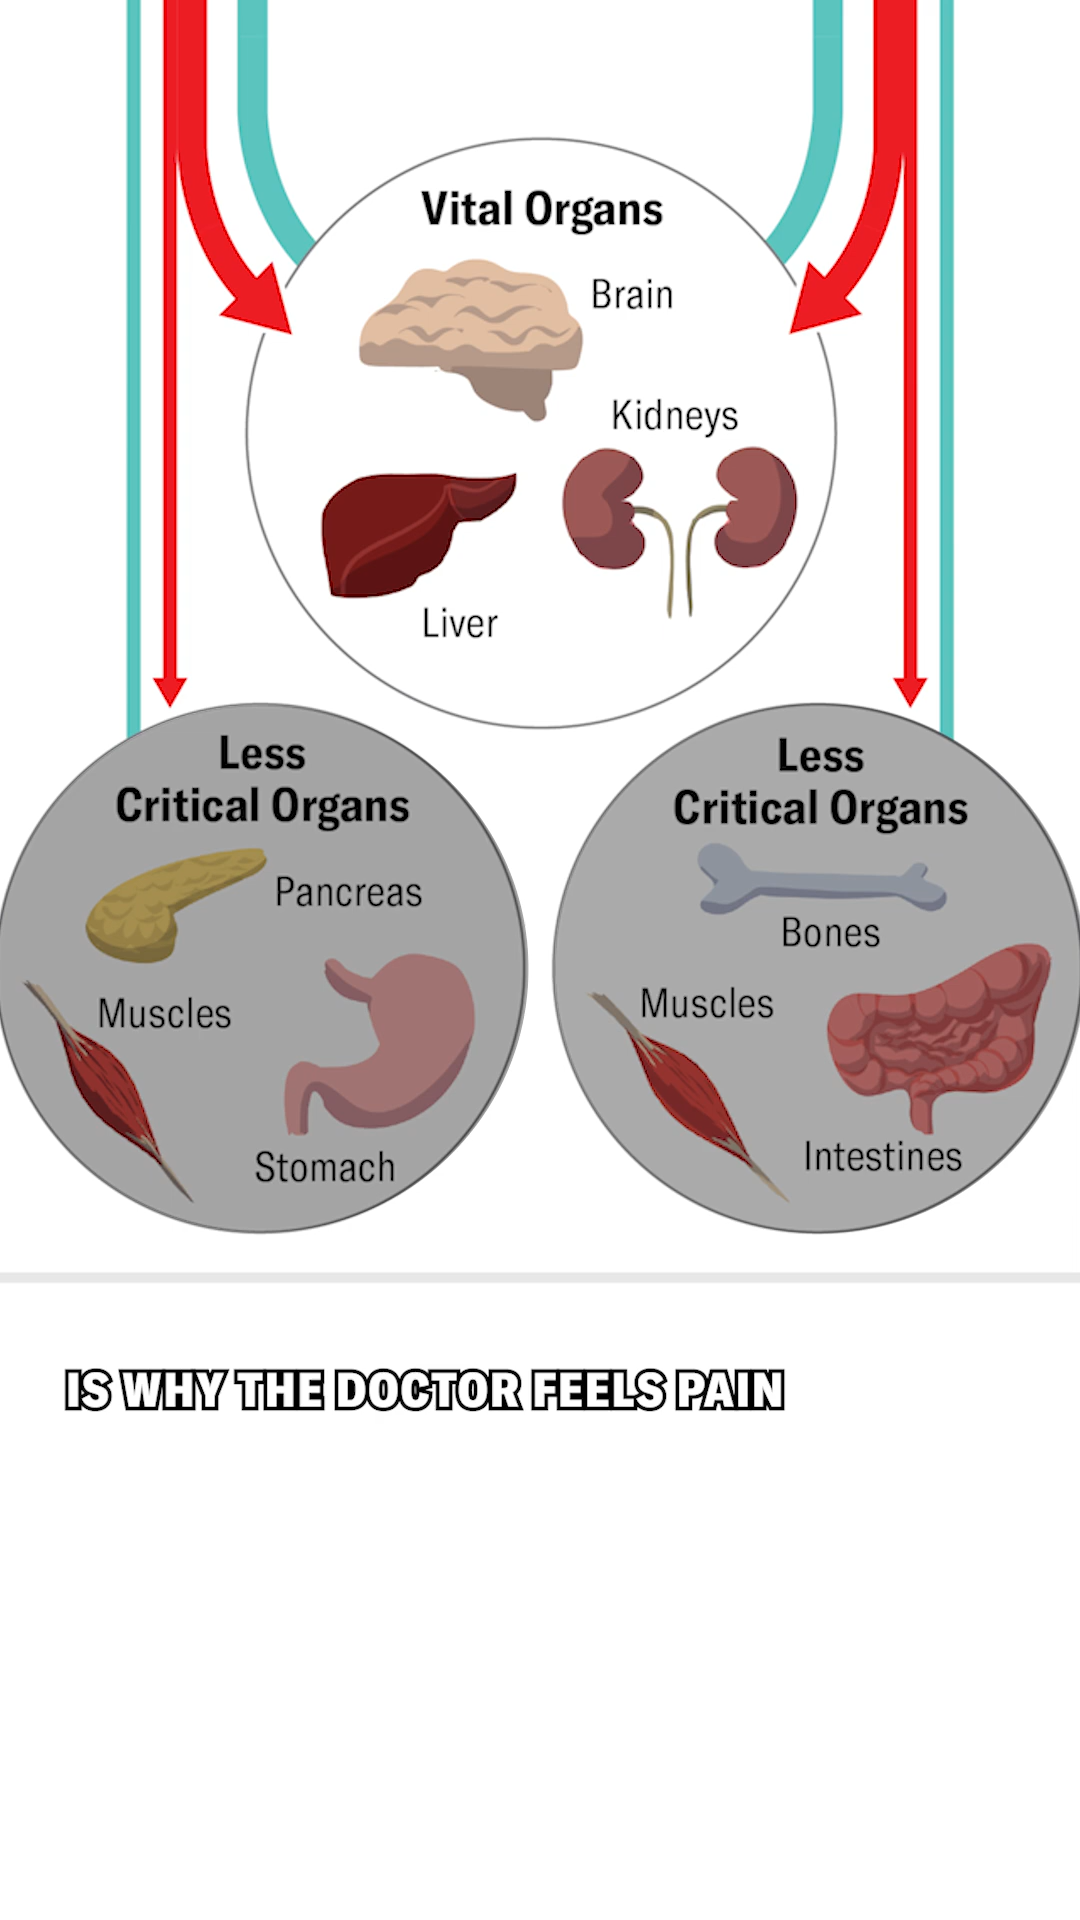 Vital Organs
Brain
Kidneys
Liver
Less
Critical Organs
Pancreas
Muscles
Stomach
Less
Critical Organs
Bones
Muscles
Intestines
IS WHY THE DOCTOR FEELS PAIN